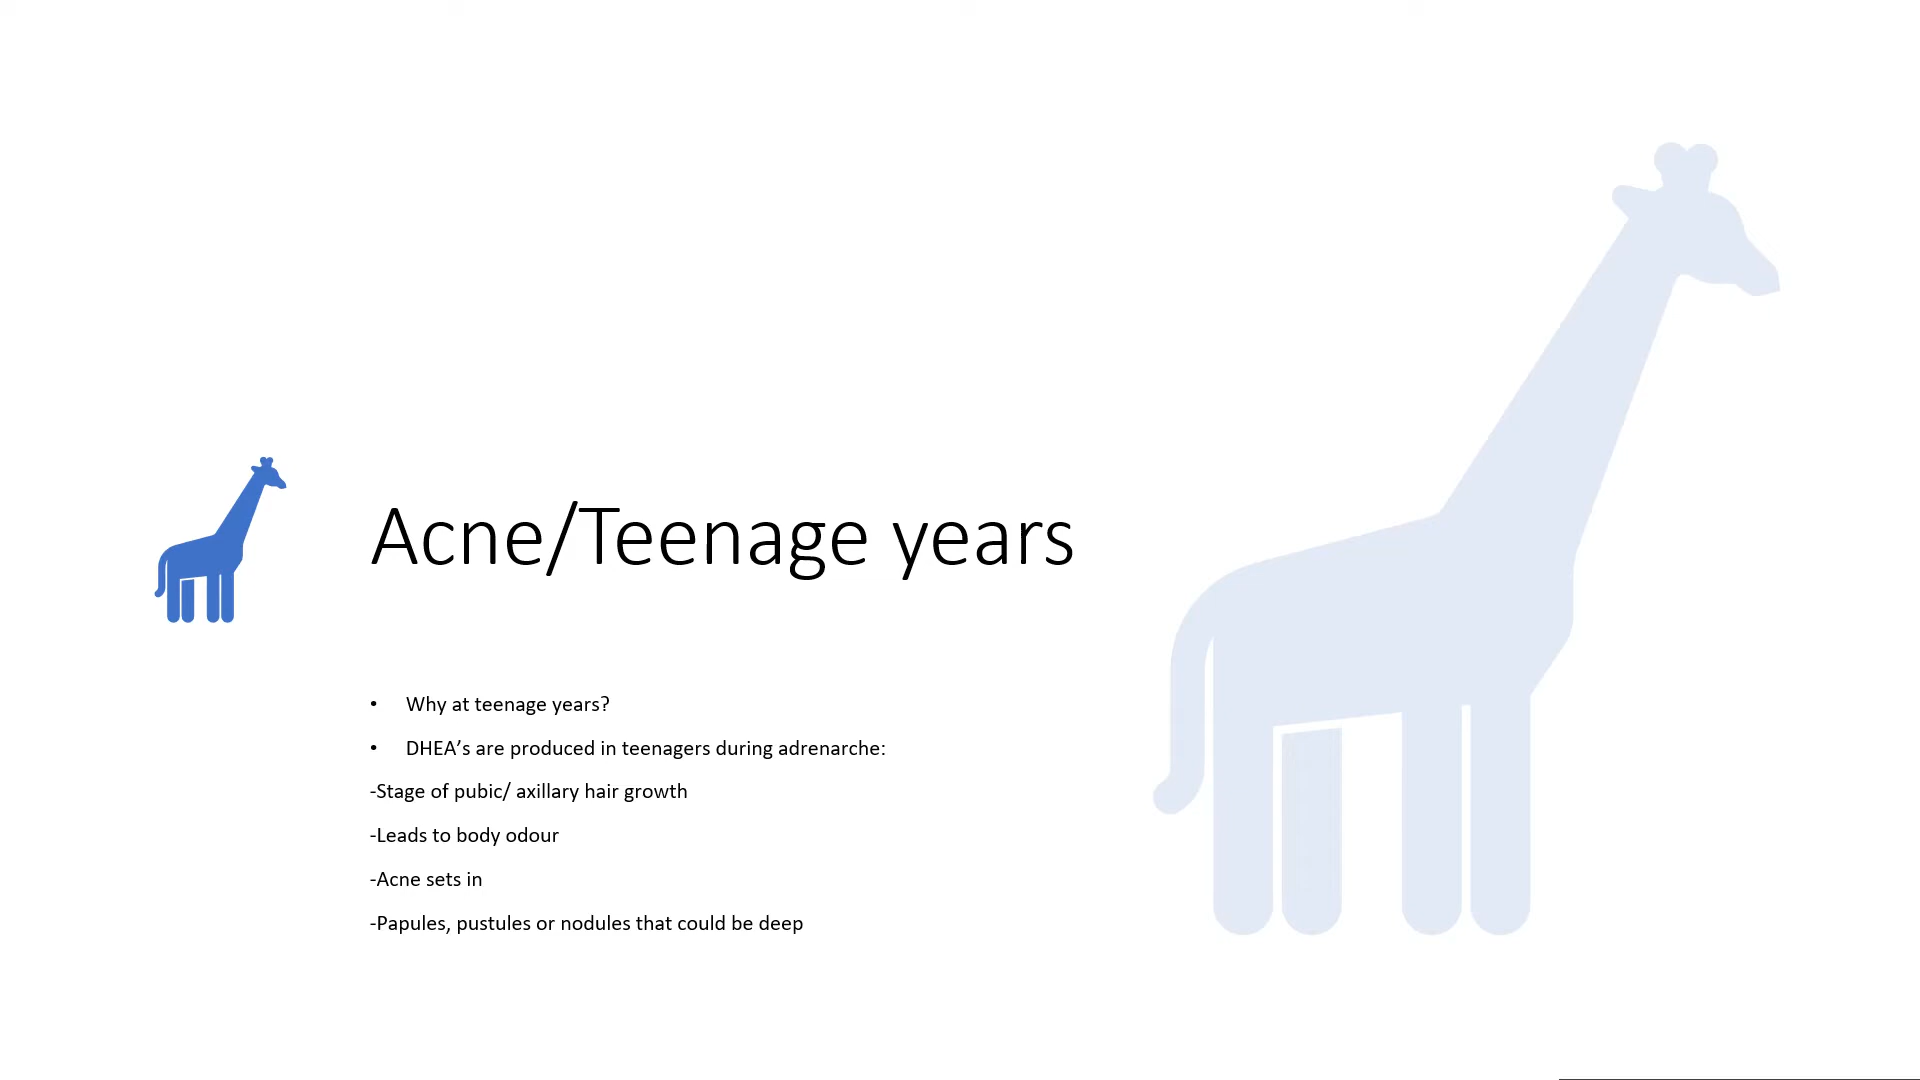 Acne/Teenage years
• Why at teenage years?
• DHEA’s are produced in teenagers during adrenarche:
-Stage of pubic/ axillary hair growth
-Leads to body odour
-Acne sets in
-Papules, pustules or nodules that could be deep